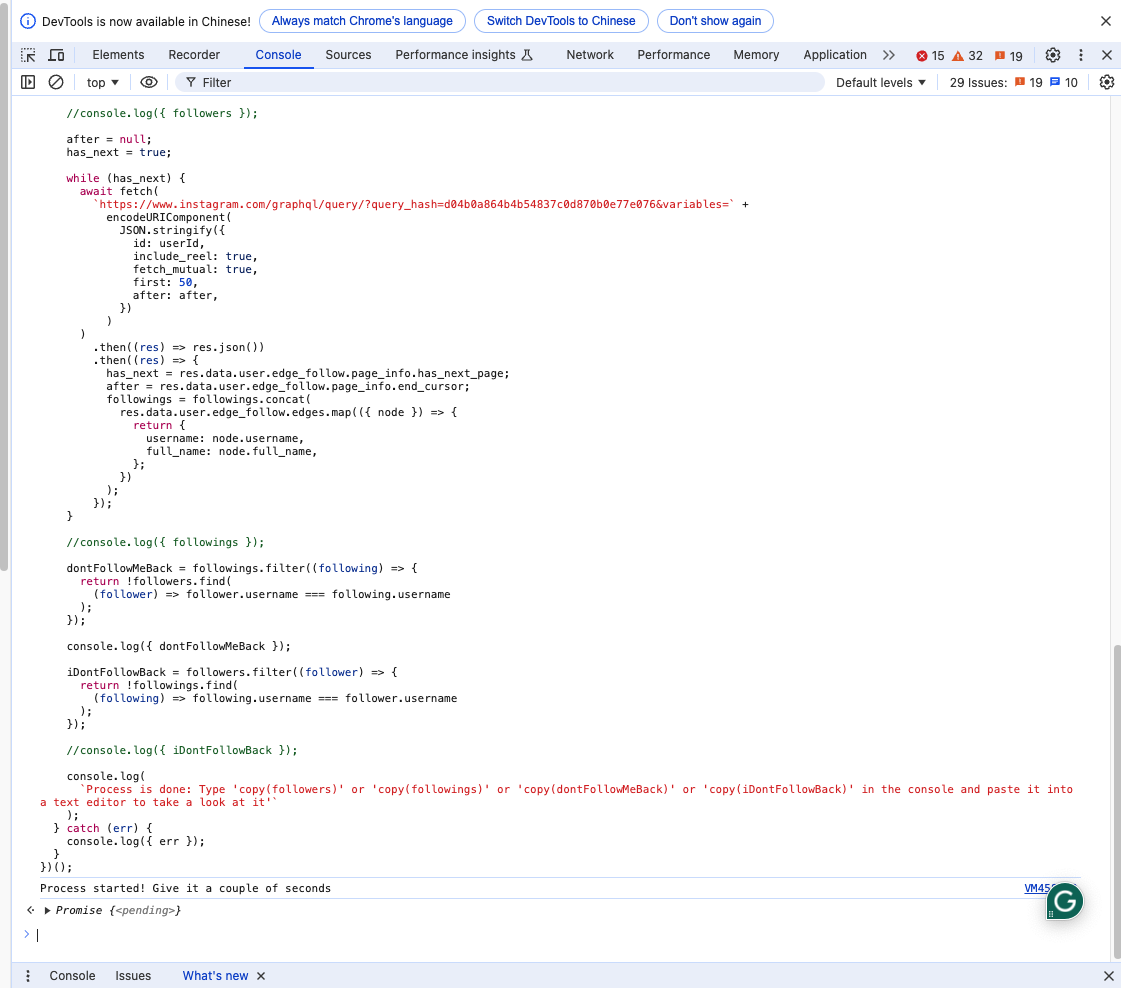 DevTools is now available in Chinese! Always match Chrome's language Switch DevTools to Chinese Don't show again
Elements Recorder Console Sources Performance insights Network Performance Memory Application 15 32 19
top Filter Default levels 29 Issues: 19 10
//console.log({ followers });
after = null;
has_next = true;
while (has_next) {
await fetch(
`https://www.instagram.com/graphql/query/?query_hash=d04b0a864b4b54837c0d870b0e77e076&variables=` +
encodeURIComponent(
JSON.stringify({
id: userId,
include_reel: true,
fetch_mutual: true,
first: 50,
after: after,
})
)
)
.then((res) => res.json())
.then((res) => {
has_next = res.data.user.edge_follow.page_info.has_next_page;
after = res.data.user.edge_follow.page_info.end_cursor;
followings = followings.concat(
res.data.user.edge_follow.edges.map(({ node }) => {
return {
username: node.username,
full_name: node.full_name,
};
})
);
});
}
//console.log({ followings });
dontFollowMeBack = followings.filter((following) => {
return !followers.find(
(follower) => follower.username === following.username
);
});
console.log({ dontFollowMeBack });
iDontFollowBack = followers.filter((follower) => {
return !followings.find(
(following) => following.username === follower.username
);
});
//console.log({ iDontFollowBack });
console.log(
`Process is done: Type 'copy(followers)' or 'copy(followings)' or 'copy(dontFollowMeBack)' or 'copy(iDontFollowBack)' in the console and paste it into
a text editor to take a look at it'`
);
} catch (err) {
console.log({ err });
}
})();
Process started! Give it a couple of seconds
Promise {<pending>}
Console Issues What's new